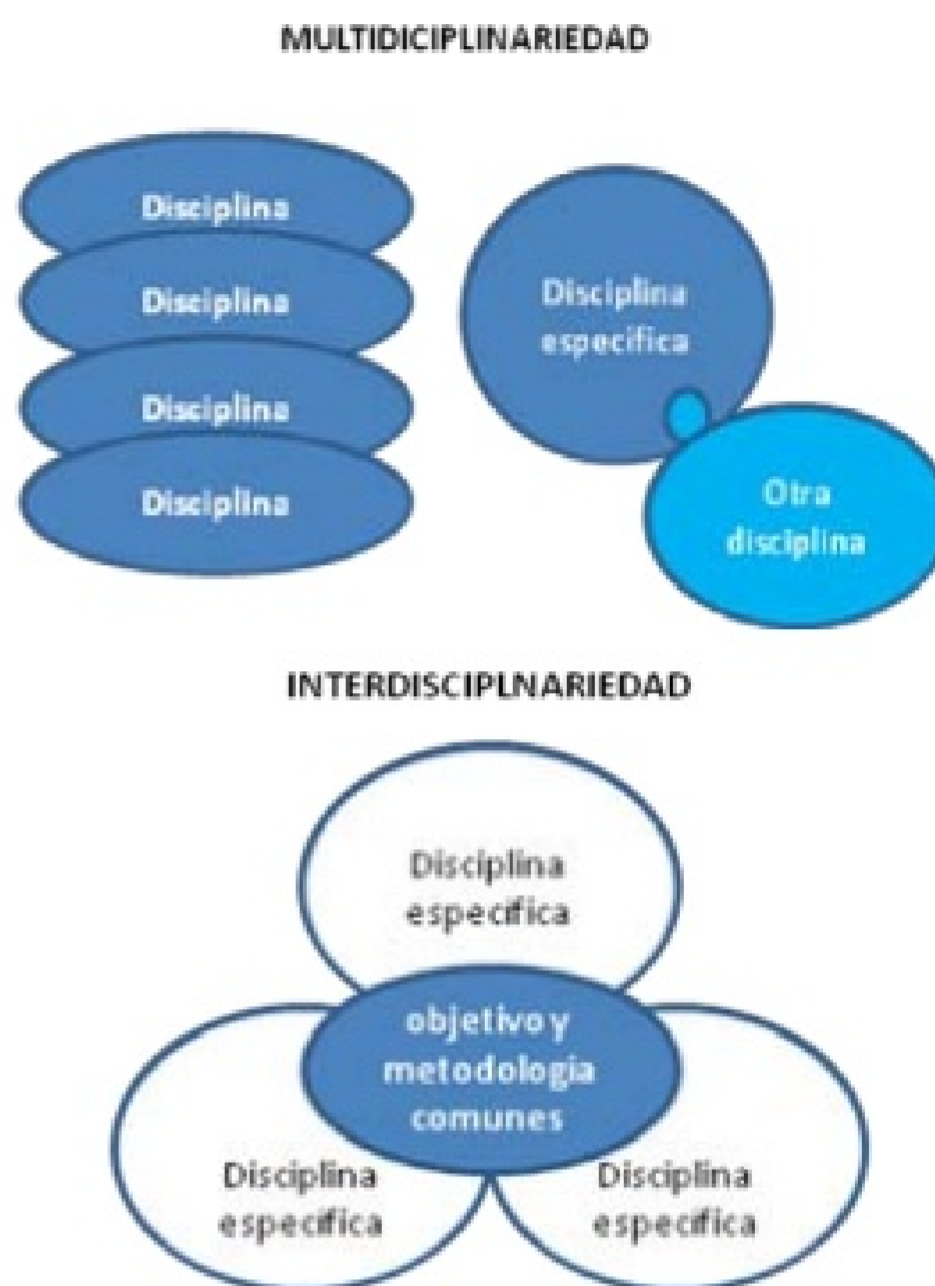 MULTIDICIPLINARIEDAD
Disciplina
Disciplina
Disciplina
Disciplina
Disciplina
especifica
Otra
disciplina
INTERDISCIPLNARIEDAD
Disciplina
especifica
objetivo y
metodologia
comunes
Disciplina
especifica
Disciplina
especifica